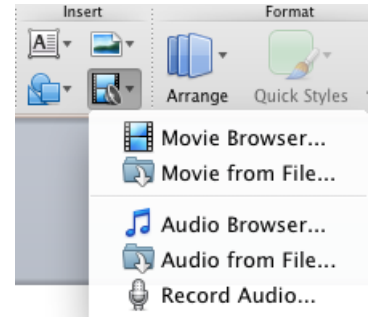 Insert
Format
A
Arrange
Quick Styles
Movie Browser...
Movie from File...
Audio Browser...
Audio from File...
Record Audio...